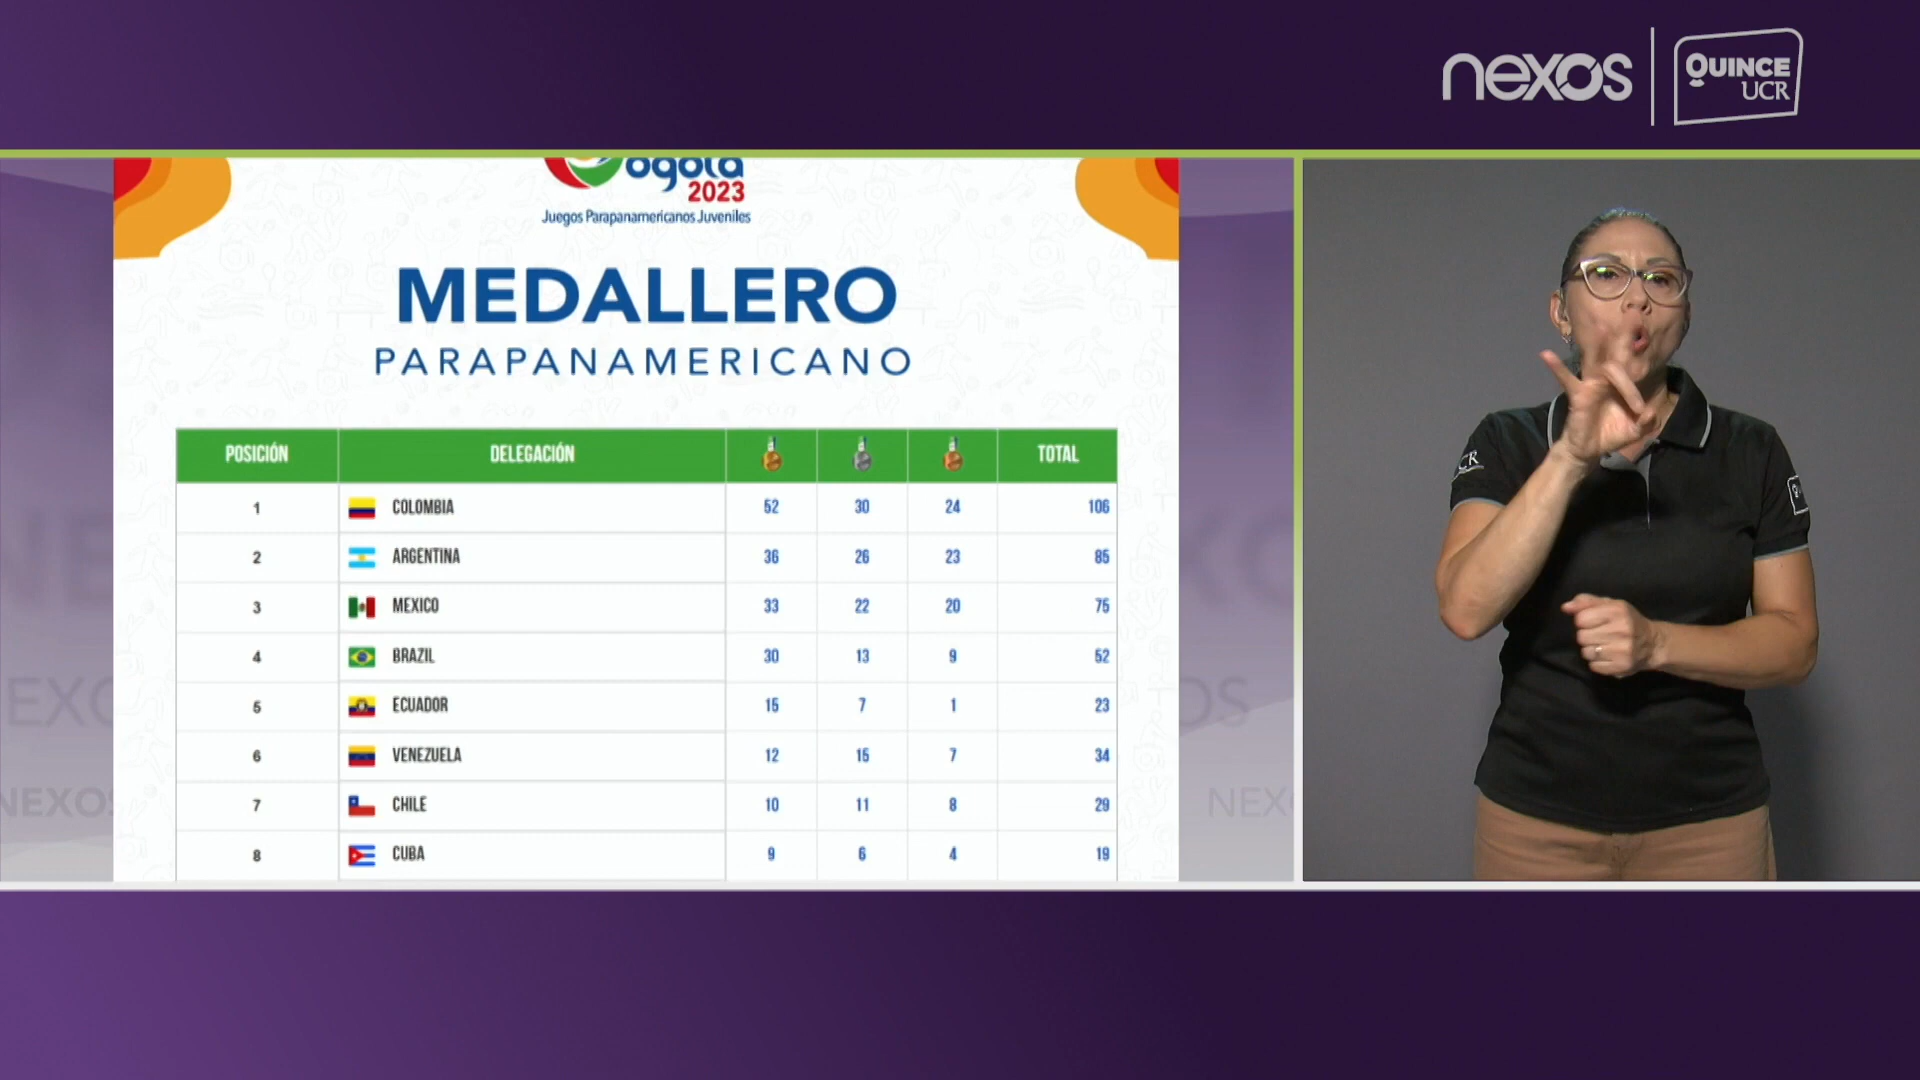 nexos
QUINCE
UCR
ogotá
2023
Juegos Parapanamericanos Juveniles
MEDALLERO
PARAPANAMERICANO
POSICIÓN DELEGACIÓN TOTAL
1 COLOMBIA 52 30 24 106
2 ARGENTINA 36 26 23 85
3 MEXICO 33 22 20 75
4 BRAZIL 30 13 9 52
5 ECUADOR 15 7 1 23
6 VENEZUELA 12 15 7 34
7 CHILE 10 11 8 29
8 CUBA 9 6 4 19
NEXOS
NEX